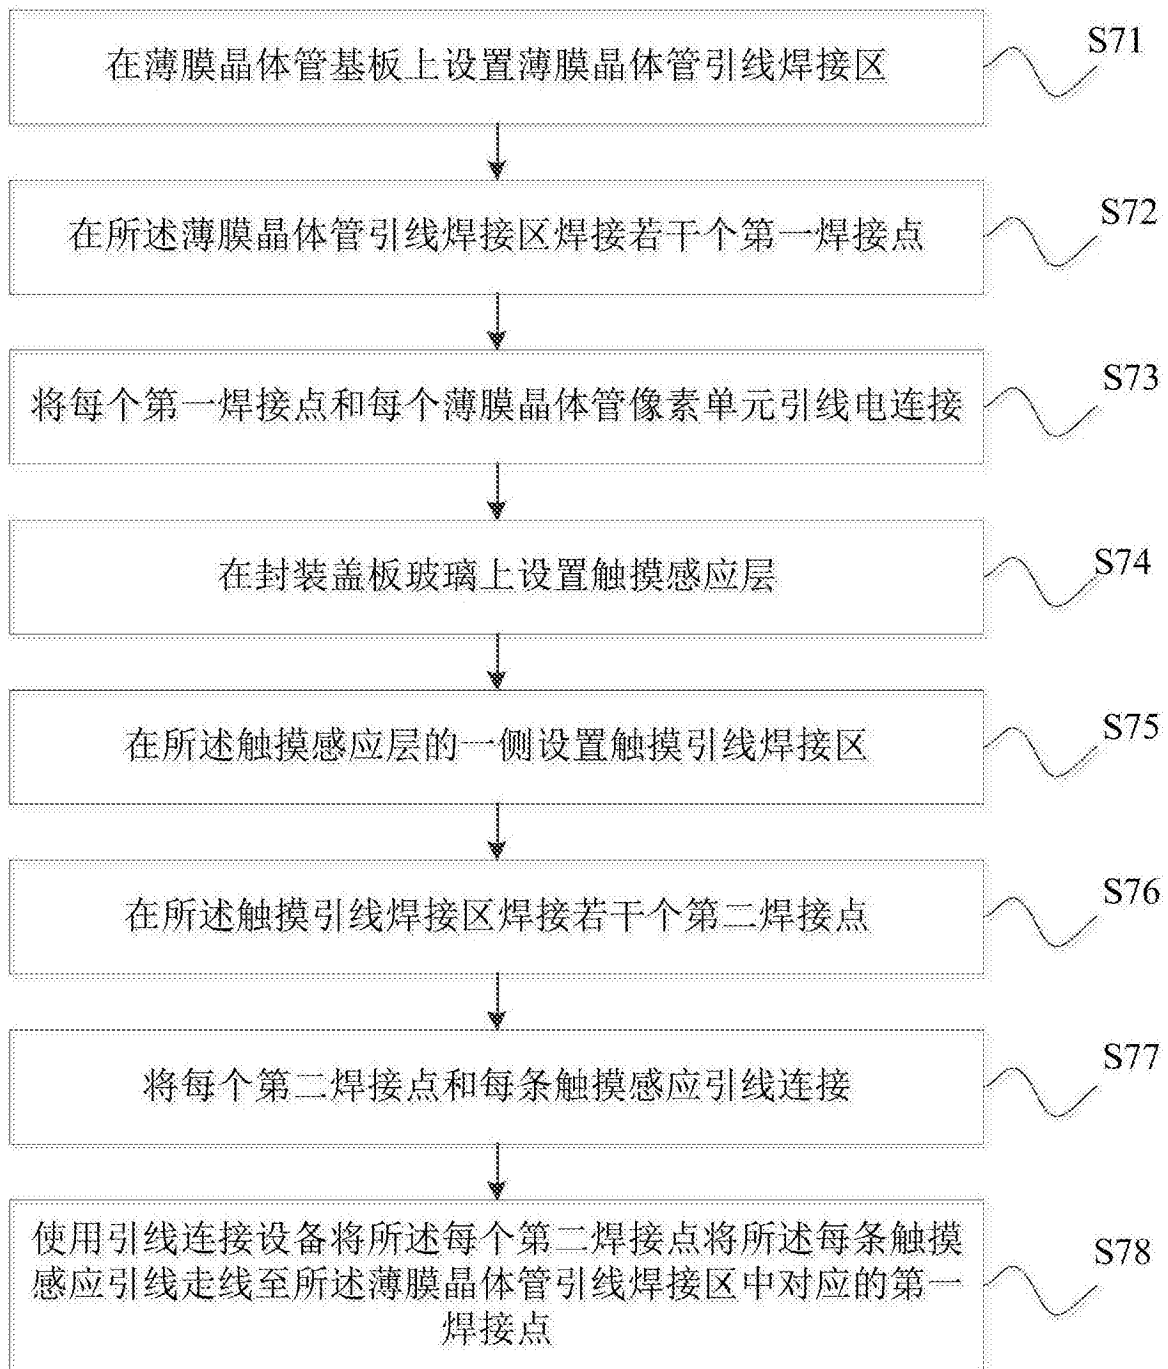 在薄膜晶体管基板上设置薄膜晶体管引线焊接区
S71
在所述薄膜晶体管引线焊接区焊接若干个第一焊接点
S72
将每个第一焊接点和每个薄膜晶体管像素单元引线电连接
S73
在封装盖板玻璃上设置触摸感应层
S74
在所述触摸感应层的一侧设置触摸引线焊接区
S75
在所述触摸引线焊接区焊接若干个第二焊接点
S76
将每个第二焊接点和每条触摸感应引线连接
S77
使用引线连接设备将所述每个第二焊接点将所述每条触摸
感应引线走线至所述薄膜晶体管引线焊接区中对应的第一
焊接点
S78